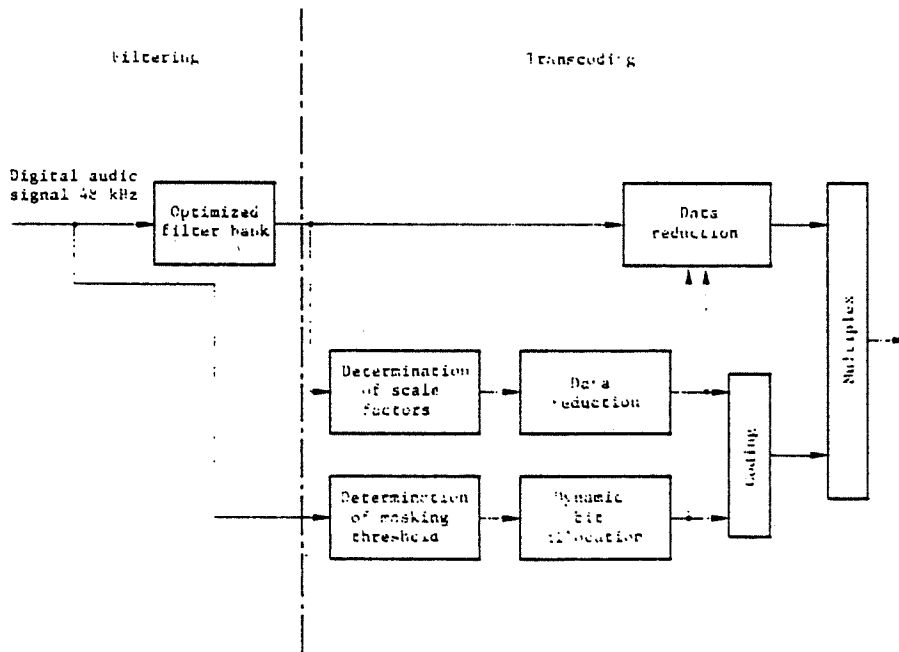 Filtering
Transcoding
Digital audio
signal 48 kHz
Optimized
filter bank
Data
reduction
Multiplex
Determination
of scale
factors
Data
reduction
Coding
Determination
of masking
threshold
Dynamic
bit
allocation